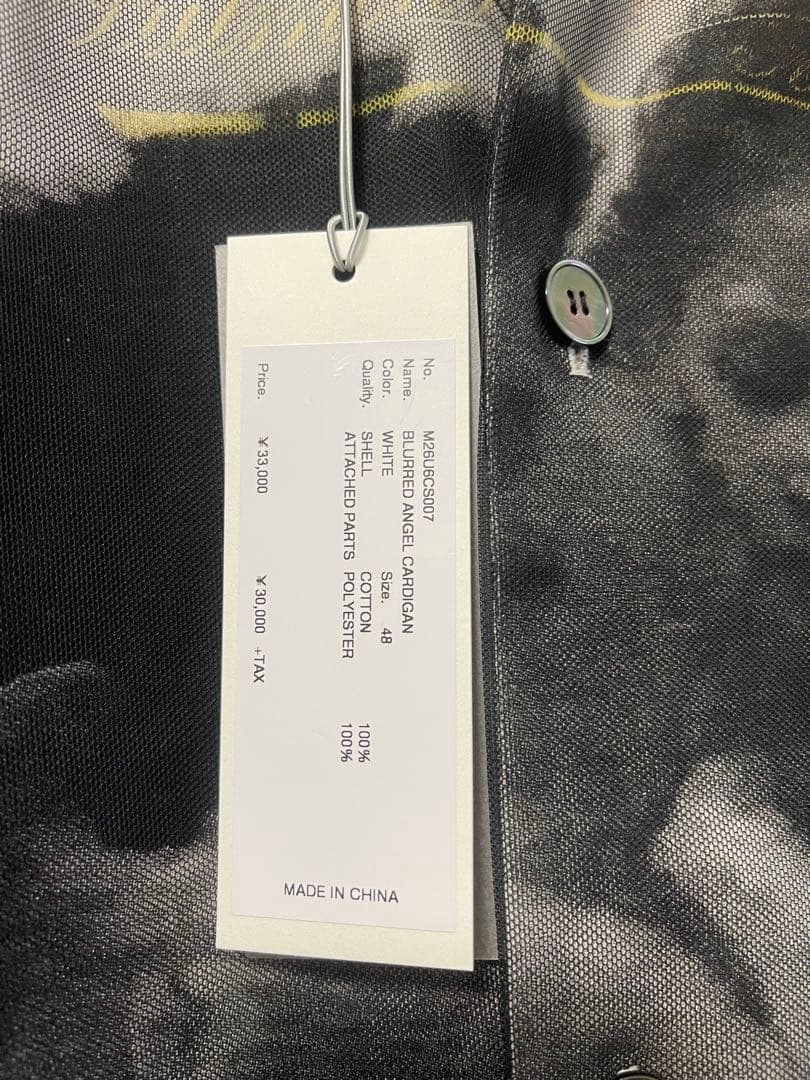 No. M26U6CS007
Name. BLURRED ANGEL CARDIGAN
Color. WHITE Size. 48
Quality. SHELL COTTON 100%
ATTACHED PARTS POLYESTER 100%
Price. ¥33,000 ¥30,000 +TAX
MADE IN CHINA